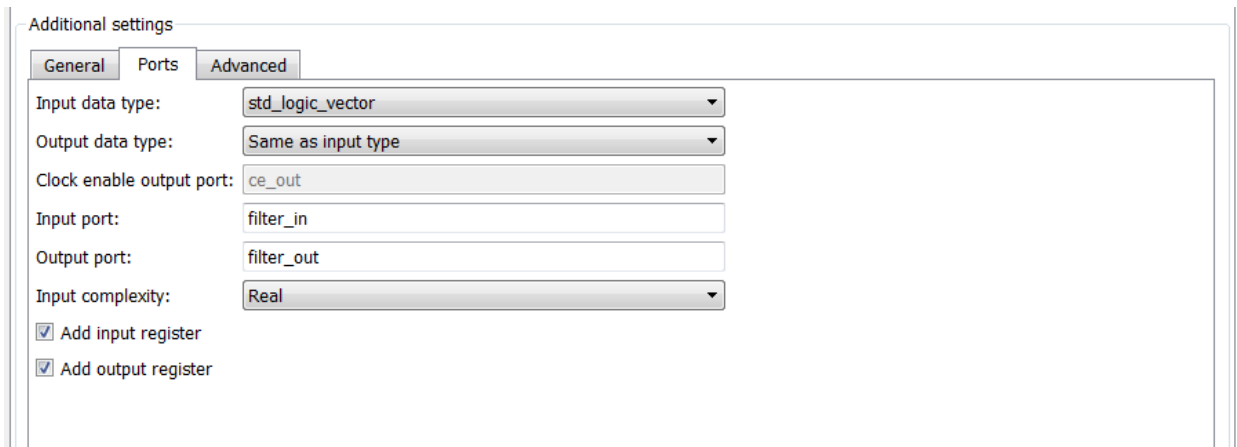 Additional settings
General Ports Advanced
Input data type: std_logic_vector
Output data type: Same as input type
Clock enable output port: ce_out
Input port: filter_in
Output port: filter_out
Input complexity: Real
Add input register
Add output register